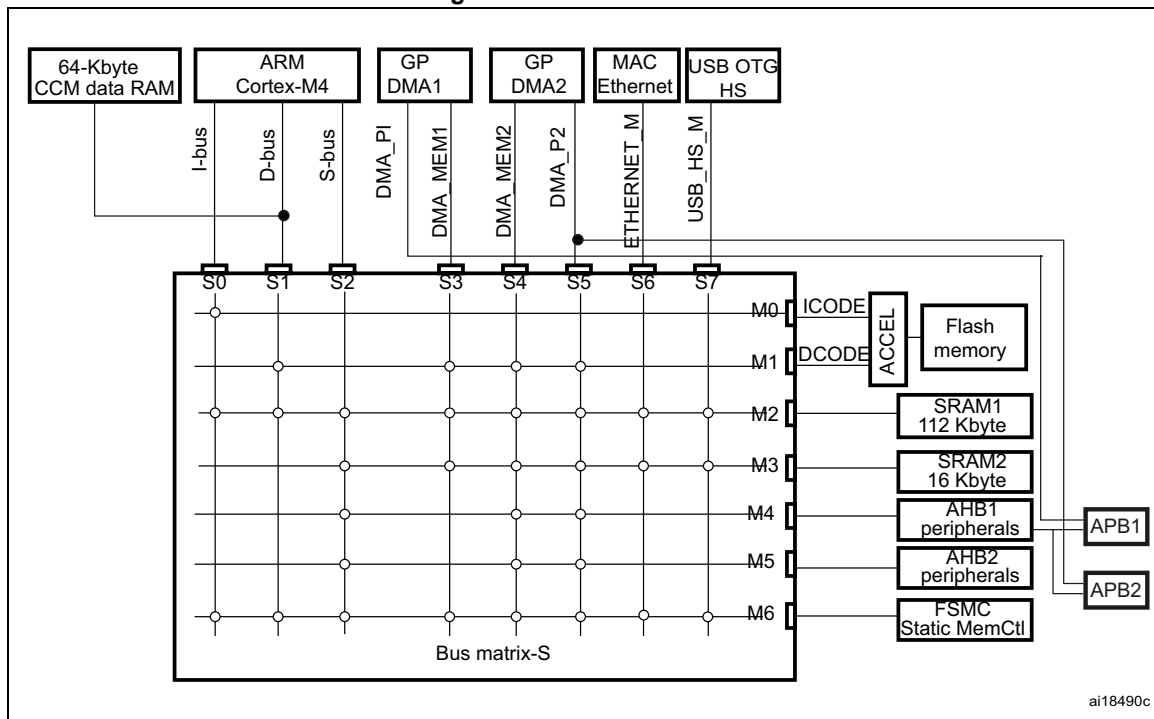 64-Kbyte
CCM data RAM
ARM
Cortex-M4
GP
DMA1
GP
DMA2
MAC
Ethernet
USB OTG
HS
I-bus
D-bus
S-bus
DMA_PI
DMA_MEM1
DMA_MEM2
DMA_P2
ETHERNET_M
USB_HS_M
S0
S1
S2
S3
S4
S5
S6
S7
M0
ICODE
M1
DCODE
ACCEL
Flash
memory
M2
SRAM1
112 Kbyte
M3
SRAM2
16 Kbyte
M4
AHB1
peripherals
APB1
M5
AHB2
peripherals
APB2
M6
FSMC
Static MemCtl
Bus matrix-S
ai18490c